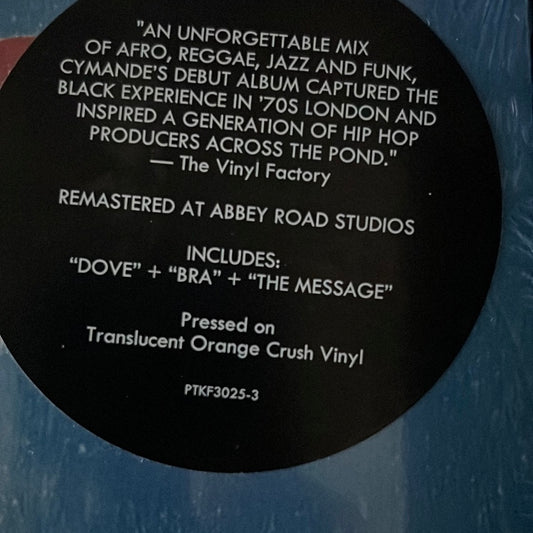 "AN UNFORGETTABLE MIX
OF AFRO, REGGAE, JAZZ AND FUNK,
CYMANDE'S DEBUT ALBUM CAPTURED THE
BLACK EXPERIENCE IN '70S LONDON AND
INSPIRED A GENERATION OF HIP HOP
PRODUCERS ACROSS THE POND."
— The Vinyl Factory
REMASTERED AT ABBEY ROAD STUDIOS
INCLUDES:
“DOVE” + “BRA” + “THE MESSAGE”
Pressed on
Translucent Orange Crush Vinyl
PTKF3025-3